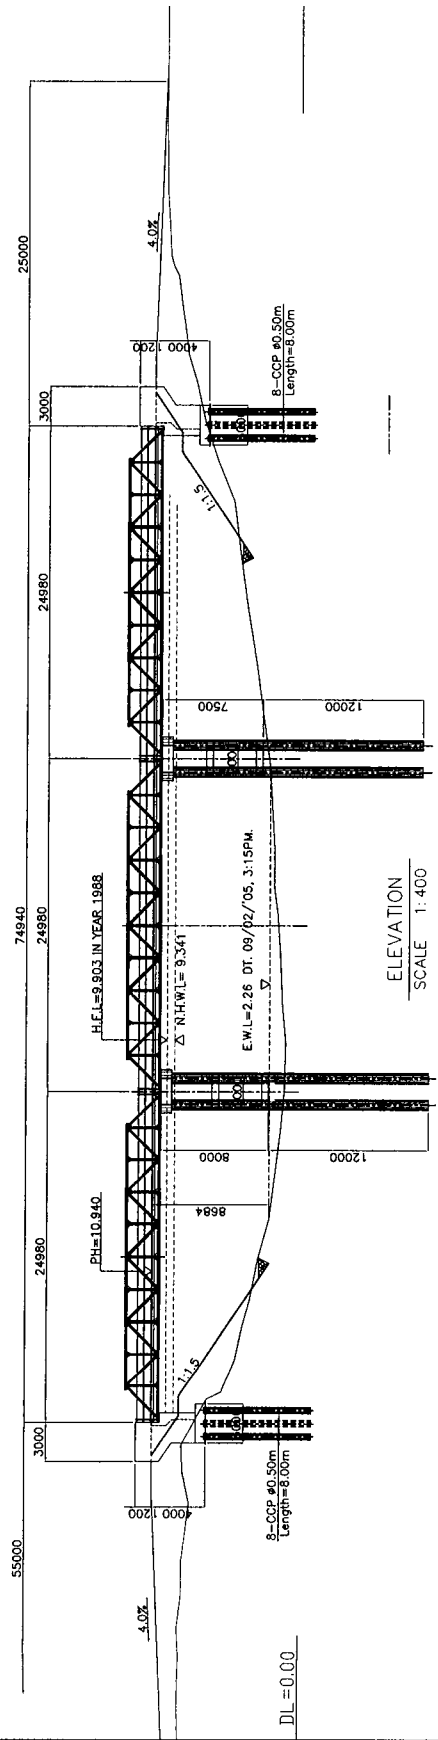 55000
74940
25000
3000
24980
24980
24980
3000
4.0%
PH=10.940
H.F.L=9.903 IN YEAR 1988
N.H.W.L= 9.341
E.W.L=2.26 DT. 09/02/'05, 3:15PM.
4.0%
1200
4000
1:1.5
8684
8000
12000
7500
12000
1:1.5
1200
4000
8-CCP ø0.50m
Length=8.00m
8-CCP ø0.50m
Length=8.00m
DL=0.00
ELEVATION
SCALE 1:400